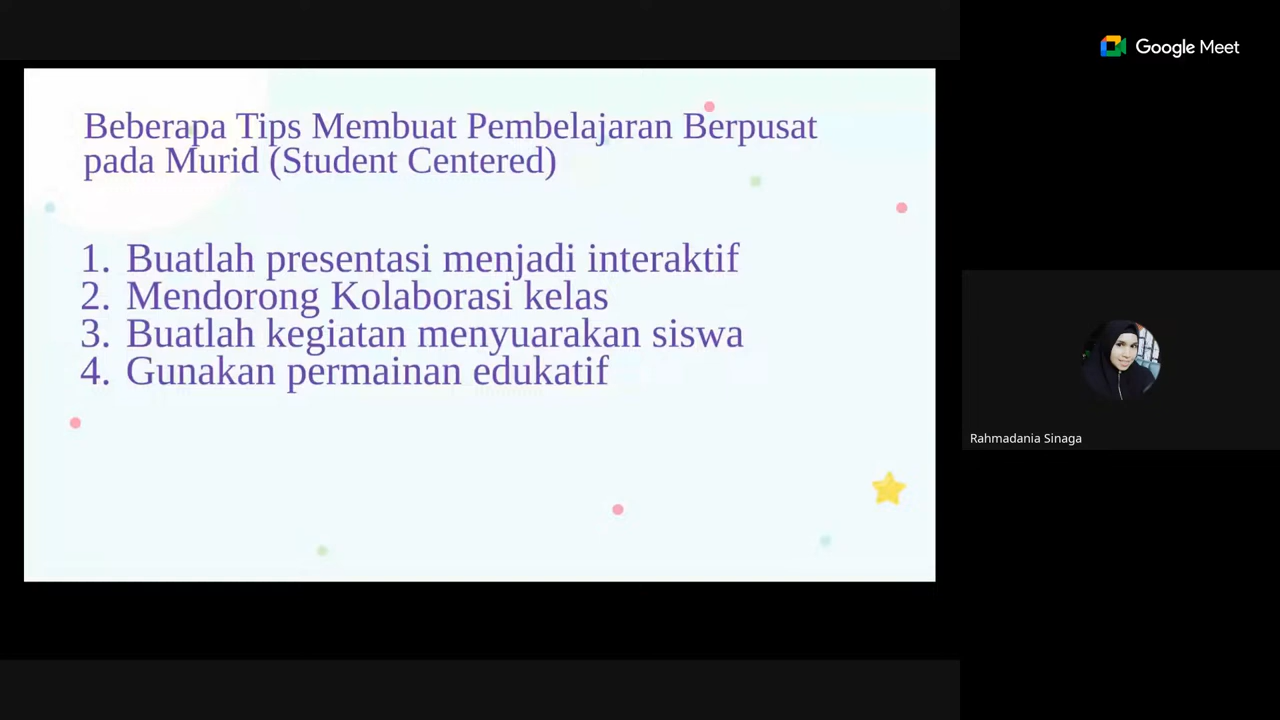 Google Meet
Beberapa Tips Membuat Pembelajaran Berpusat
pada Murid (Student Centered)
1. Buatlah presentasi menjadi interaktif
2. Mendorong Kolaborasi kelas
3. Buatlah kegiatan menyuarakan siswa
4. Gunakan permainan edukatif
Rahmadania Sinaga